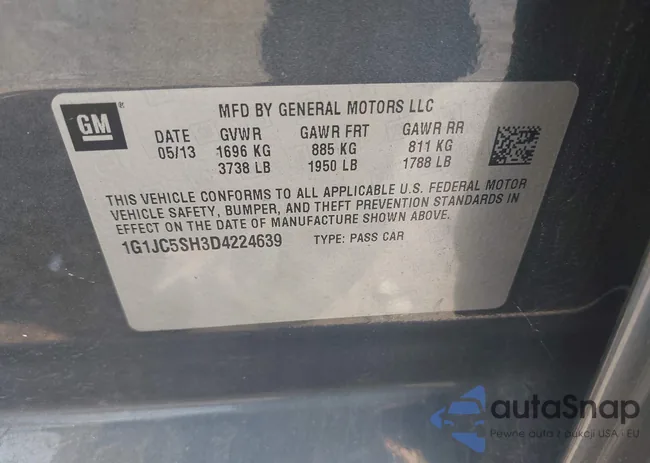 GM
MFD BY GENERAL MOTORS LLC
DATE GVWR GAWR FRT GAWR RR
05/13 1696 KG 885 KG 811 KG
3738 LB 1950 LB 1788 LB
THIS VEHICLE CONFORMS TO ALL APPLICABLE U.S. FEDERAL MOTOR
VEHICLE SAFETY, BUMPER, AND THEFT PREVENTION STANDARDS IN
EFFECT ON THE DATE OF MANUFACTURE SHOWN ABOVE.
1G1JC5SH3D4224639 TYPE: PASS CAR
autaSnap
Pewne auta z aukcji USA - EU